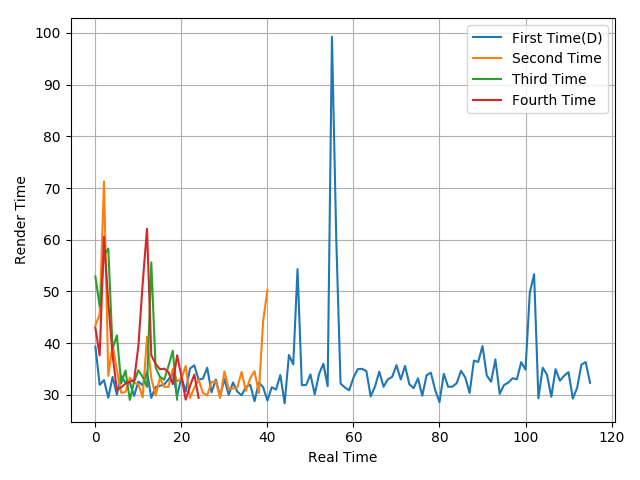 First Time(D)
Second Time
Third Time
Fourth Time
100
90
80
70
60
50
40
30
Render Time
0
20
40
60
80
100
120
Real Time